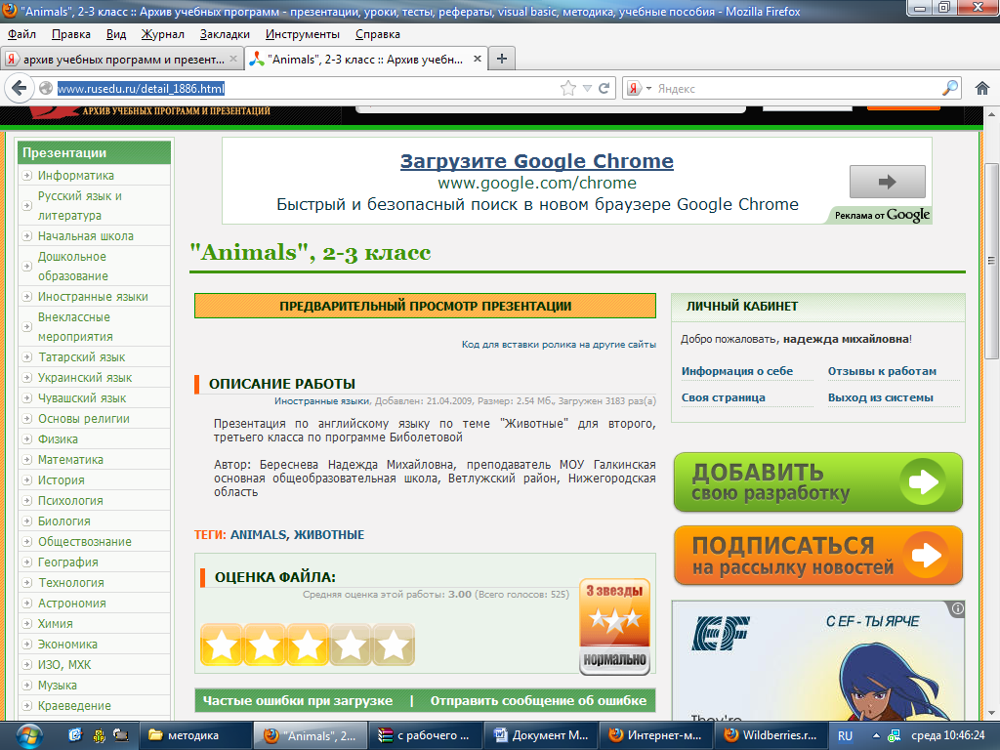 "Animals", 2-3 класс :: Архив учебных программ - презентации, уроки, тесты, рефераты, visual basic, методика, учебные пособия - Mozilla Firefox
Файл Правка Вид Журнал Закладки Инструменты Справка
архив учебных программ и презент...
"Animals", 2-3 класс :: Архив учебн...
www.rusedu.ru/detail_1886.html
Яндекс
АРХИВ УЧЕБНЫХ ПРОГРАММ И ПРЕЗЕНТАЦИЙ
Презентации
Информатика
Русский язык и
литература
Начальная школа
Дошкольное
образование
Иностранные языки
Внеклассные
мероприятия
Татарский язык
Украинский язык
Чувашский язык
Основы религии
Физика
Математика
История
Психология
Биология
Обществознание
География
Технология
Астрономия
Химия
Экономика
ИЗО, МХК
Музыка
Краеведение
Загрузите Google Chrome
www.google.com/chrome
Быстрый и безопасный поиск в новом браузере Google Chrome
Реклама от Google
"Animals", 2-3 класс
ПРЕДВАРИТЕЛЬНЫЙ ПРОСМОТР ПРЕЗЕНТАЦИИ
Код для вставки ролика на другие сайты
ОПИСАНИЕ РАБОТЫ
Иностранные языки, Добавлен: 21.04.2009, Размер: 2.54 Мб., Загружен 3183 раз(а)
Презентация по английскому языку по теме "Животные" для второго,
третьего класса по программе Биболетовой
Автор: Береснева Надежда Михайловна, преподаватель МОУ Галкинская
основная общеобразовательная школа, Ветлужский район, Нижегородская
область
ТЕГИ: ANIMALS, ЖИВОТНЫЕ
ОЦЕНКА ФАЙЛА:
Средняя оценка этой работы: 3.00 (Всего голосов: 525)
3 звезды
нормально
Частые ошибки при загрузке | Отправить сообщение об ошибке
ЛИЧНЫЙ КАБИНЕТ
Добро пожаловать, надежда михайловна!
Информация о себе Отзывы к работам
Своя страница Выход из системы
ДОБАВИТЬ
свою разработку
ПОДПИСАТЬСЯ
на рассылку новостей
EF
С EF - ТЫ ЯРЧЕ
They're
методика
"Animals", 2...
с рабочего ...
Документ М...
Интернет-м...
Wildberries.r...
RU
среда 10:46:24